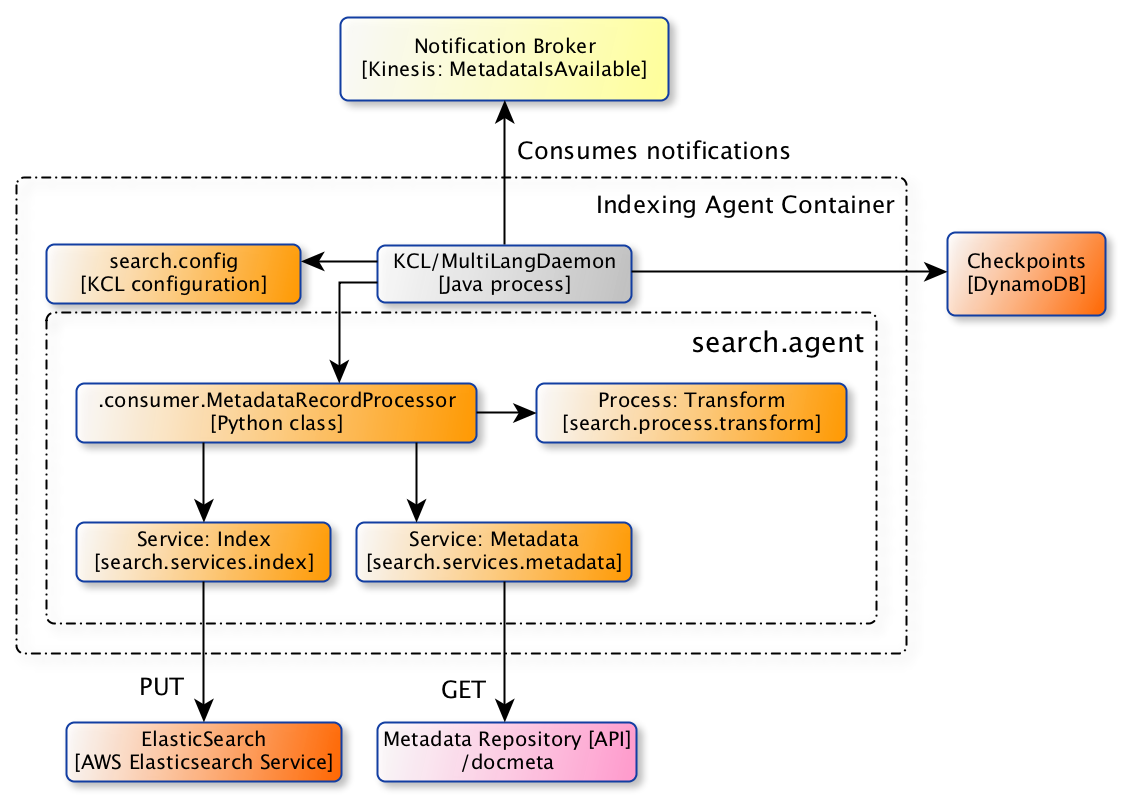 Notification Broker
[Kinesis: MetadataIsAvailable]
Consumes notifications
Indexing Agent Container
search.config
[KCL configuration]
KCL/MultiLangDaemon
[Java process]
Checkpoints
[DynamoDB]
search.agent
.consumer.MetadataRecordProcessor
[Python class]
Process: Transform
[search.process.transform]
Service: Index
[search.services.index]
Service: Metadata
[search.services.metadata]
PUT
GET
ElasticSearch
[AWS Elasticsearch Service]
Metadata Repository [API]
/docmeta